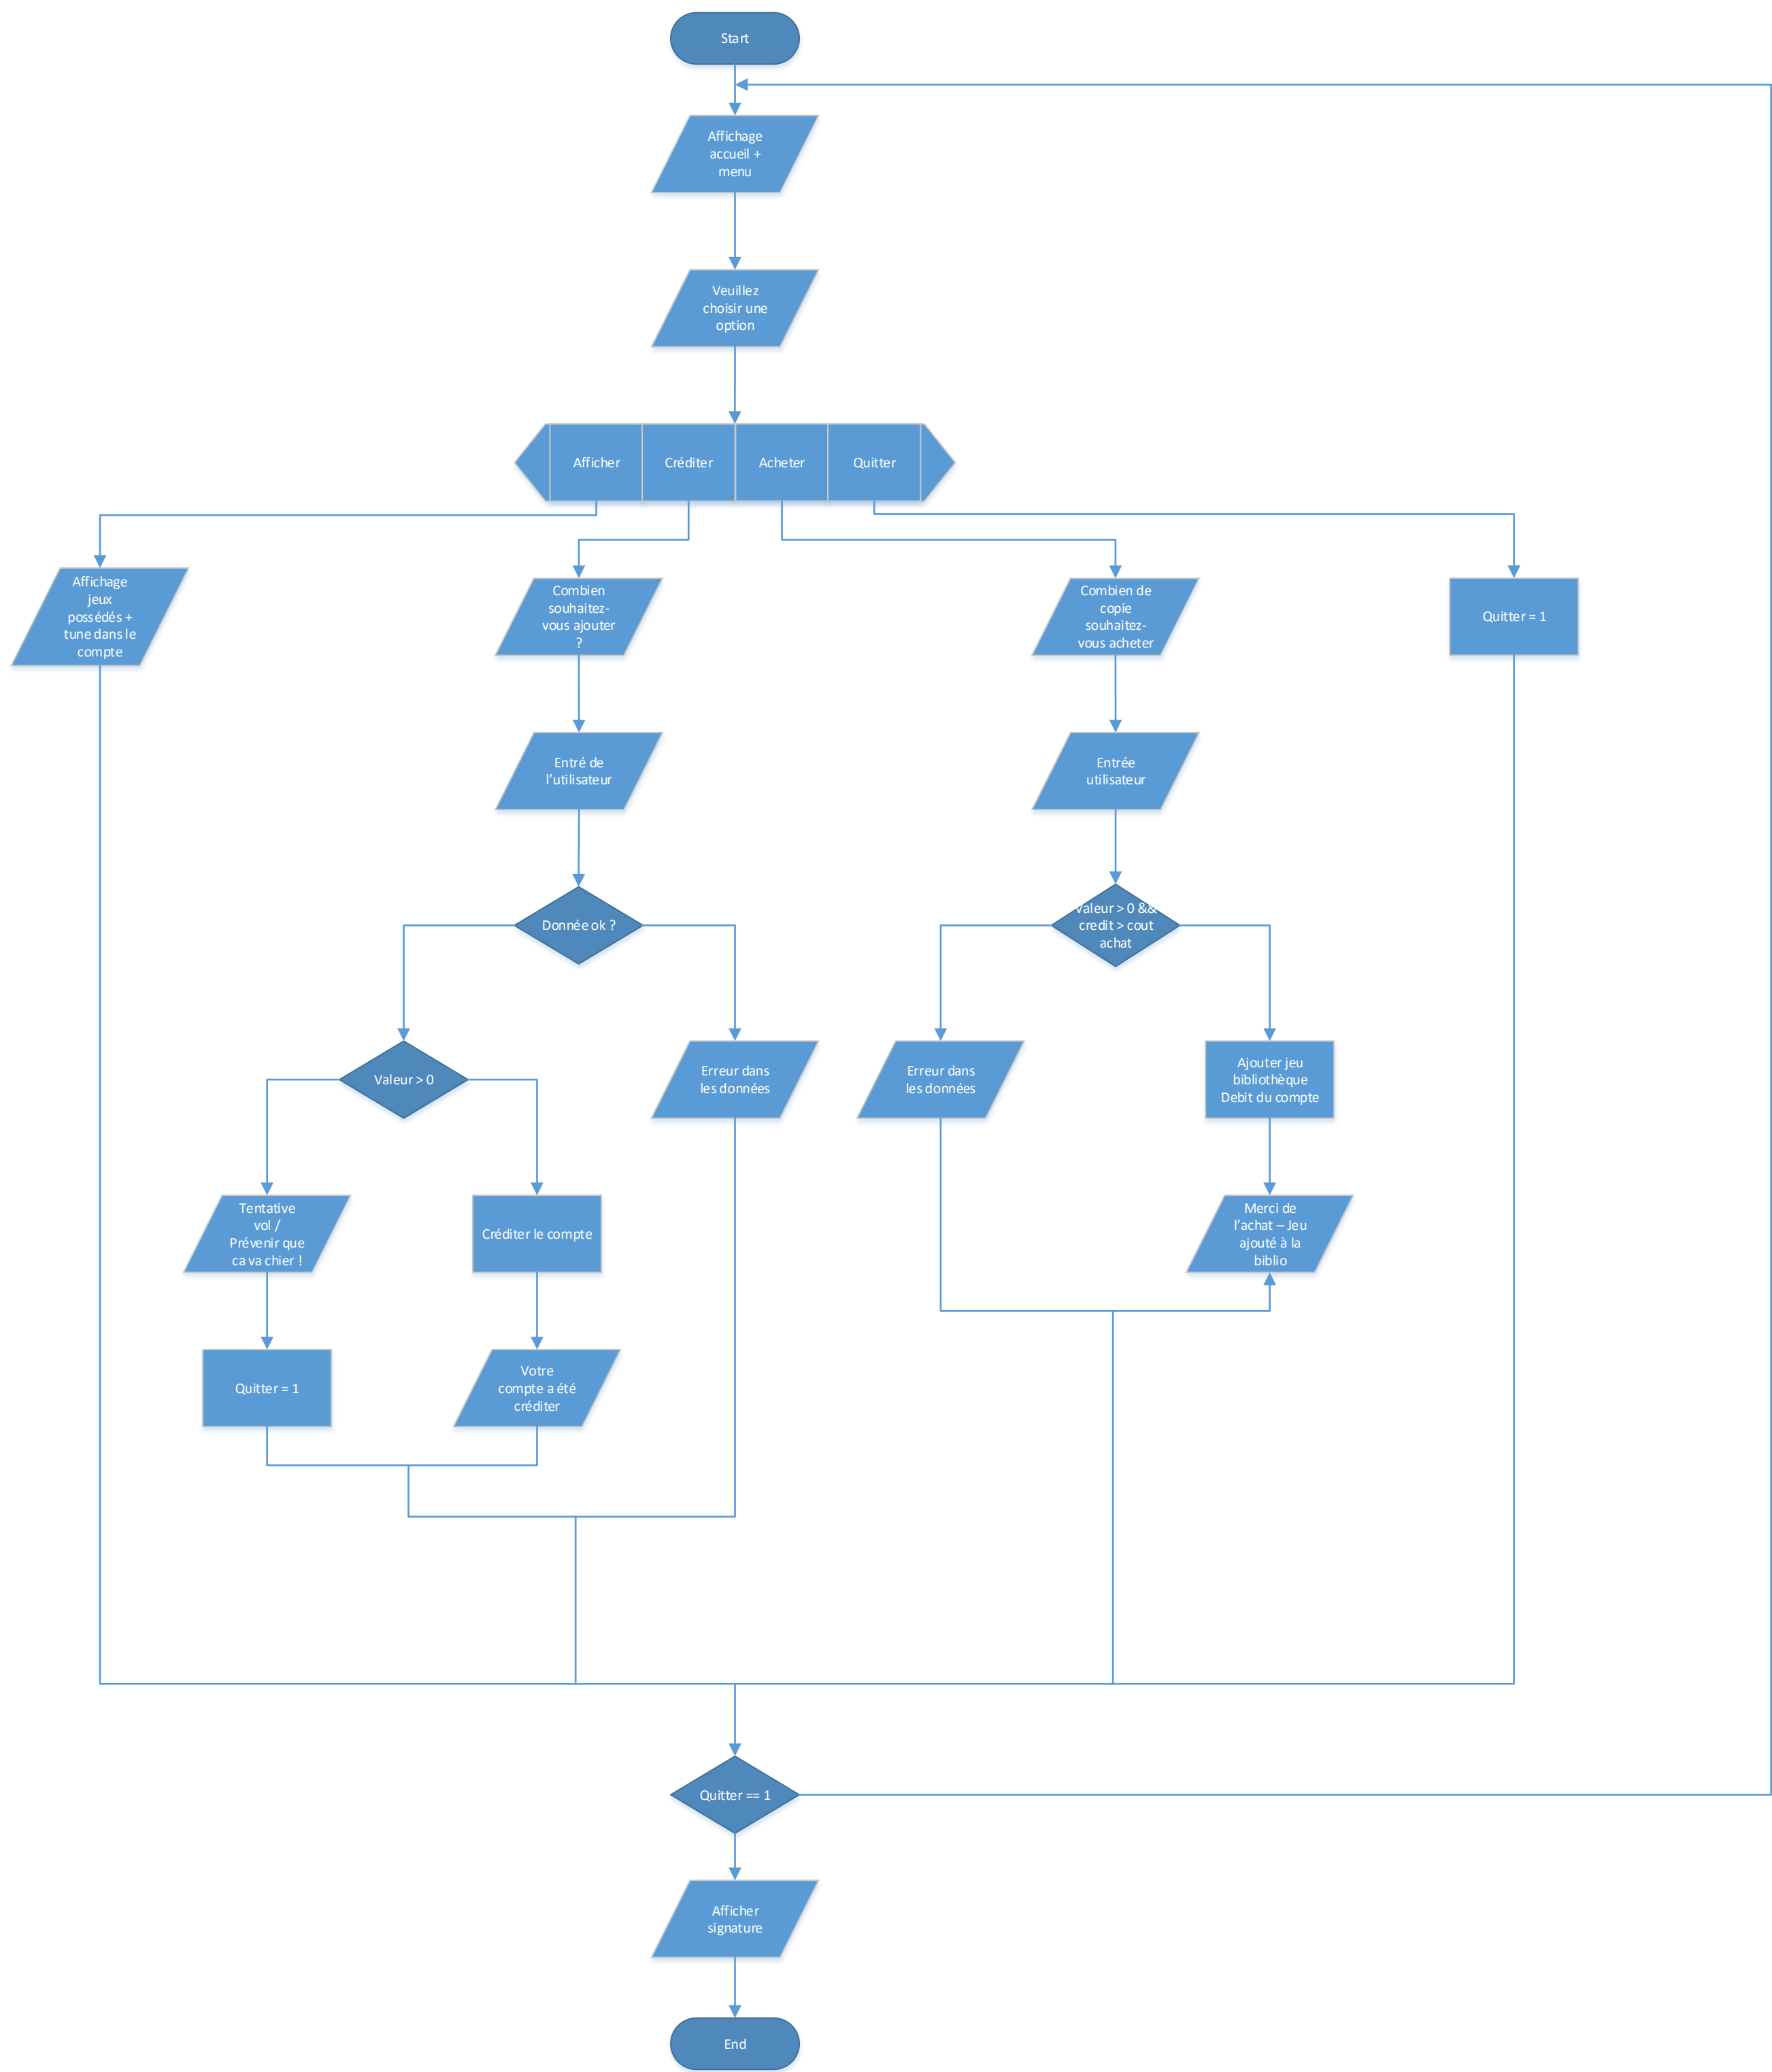 Start
Affichage
accueil +
menu
Veuillez
choisir une
option
Afficher
Créditer
Acheter
Quitter
Affichage
jeux
possédés +
tune dans le
compte
Combien
souhaitez-
vous ajouter
?
Combien de
copie
souhaitez-
vous acheter
Quitter = 1
Entré de
l’utilisateur
Entrée
utilisateur
Donnée ok ?
Valeur > 0 &&
credit > cout
achat
Valeur > 0
Erreur dans
les données
Erreur dans
les données
Ajouter jeu
bibliothèque
Debit du compte
Tentative
vol /
Prévenir que
ca va chier !
Créditer le compte
Merci de
l’achat – Jeu
ajouté à la
biblio
Quitter = 1
Votre
compte a été
créditer
Quitter == 1
Afficher
signature
End